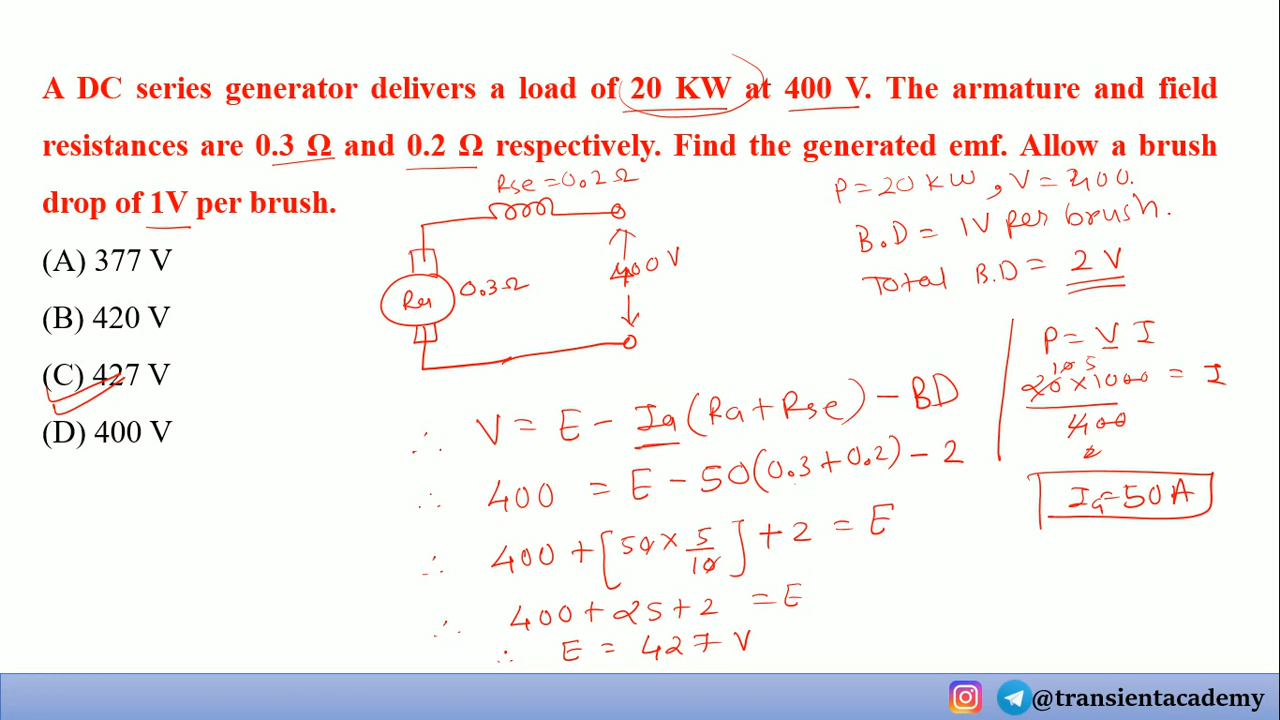 A DC series generator delivers a load of 20 KW at 400 V. The armature and field
resistances are 0.3 Ω and 0.2 Ω respectively. Find the generated emf. Allow a brush
drop of 1V per brush.
(A) 377 V
(B) 420 V
(C) 427 V
(D) 400 V
Rse = 0.2 Ω
0.3 Ω
400 V
P = 20 KW, V = 400.
B.D = 1V per brush.
Total B.D = 2 V
P = V I
10 5
20 × 1000 = I
400
2
Ia = 50 A
∴ V = E - Ia (Ra + Rse) - BD
∴ 400 = E - 50 (0.3 + 0.2) - 2
∴ 400 + [50 × 5/10] + 2 = E
∴ 400 + 25 + 2 = E
∴ E = 427 V
@transientacademy